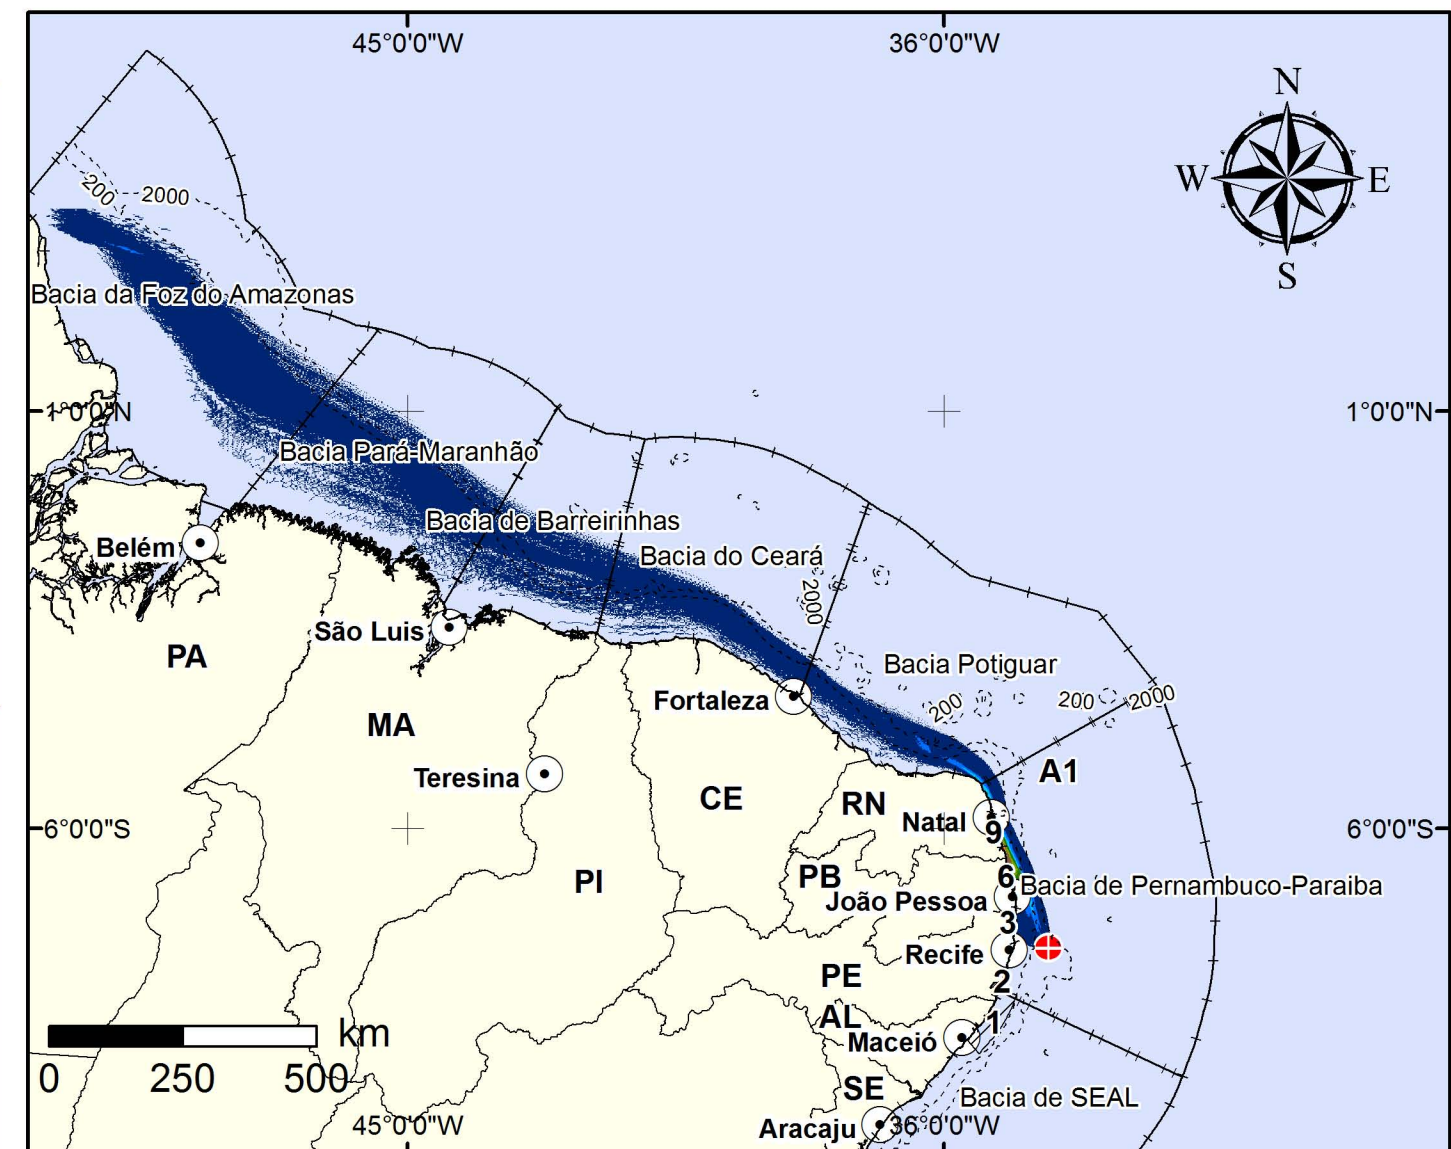 45°0'0"W
36°0'0"W
N
W
E
S
200
2000
Bacia da Foz do Amazonas
1°0'0"N
1°0'0"N
Bacia Pará-Maranhão
Bacia de Barreirinhas
Belém
Bacia do Ceará
2000
São Luis
PA
Bacia Potiguar
Fortaleza
200
200
2000
MA
Teresina
A1
CE
RN
Natal
9
6°0'0"S
6°0'0"S
PI
PB
6
Bacia de Pernambuco-Paraiba
João Pessoa
3
Recife
PE
2
AL
1
Maceió
km
0
250
500
SE
Bacia de SEAL
45°0'0"W
Aracaju
36°0'0"W